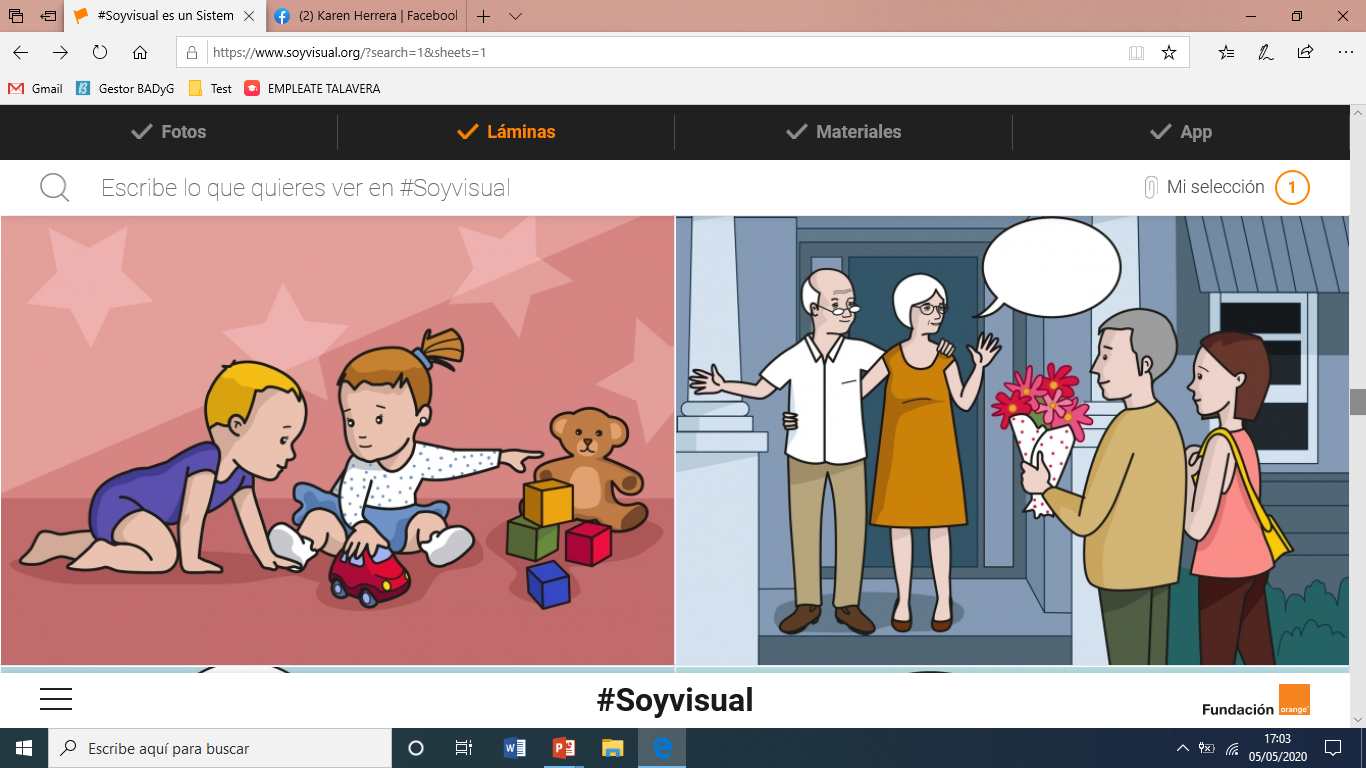 #Soyvisual es un Sistem
(2) Karen Herrera | Facebool
https://www.soyvisual.org/?search=1&sheets=1
Gmail
Gestor BADyG
Test
EMPLEATE TALAVERA
Fotos
Láminas
Materiales
App
Escribe lo que quieres ver en #Soyvisual
Mi selección 1
#Soyvisual
Fundación orange™
Escribe aquí para buscar
17:03
05/05/2020